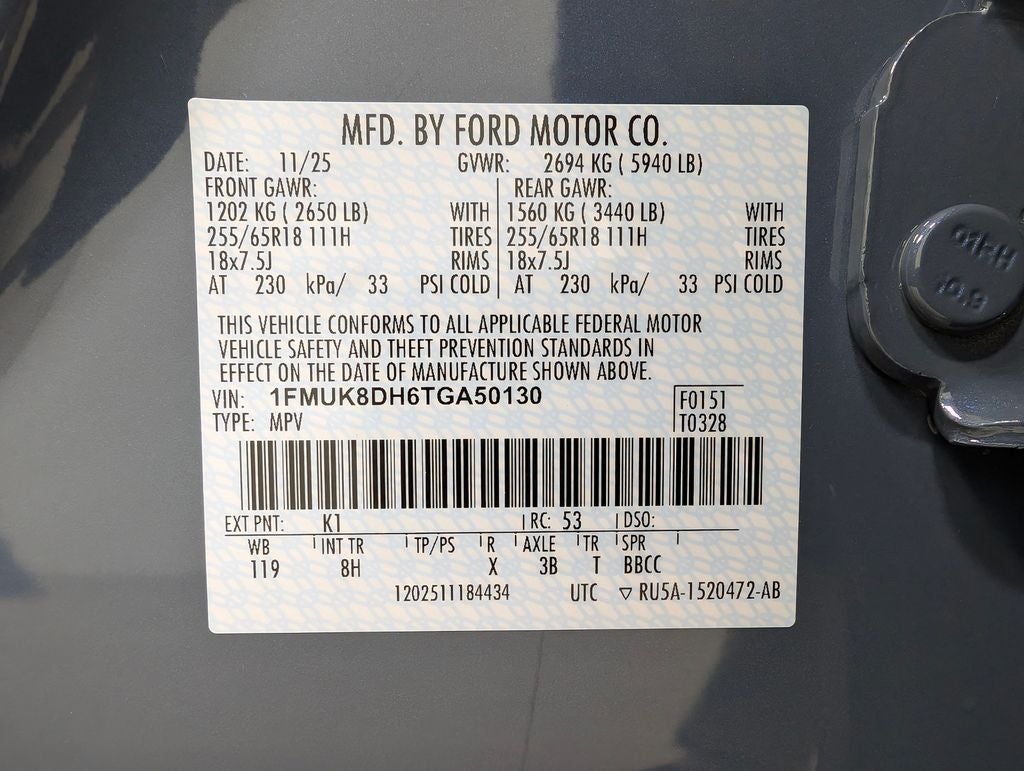 MFD. BY FORD MOTOR CO.
DATE: 11/25 GVWR: 2694 KG ( 5940 LB)
FRONT GAWR: REAR GAWR:
1202 KG ( 2650 LB) WITH 1560 KG ( 3440 LB) WITH
255/65R18 111H TIRES 255/65R18 111H TIRES
18x7.5J RIMS 18x7.5J RIMS
AT 230 kPa/ 33 PSI COLD AT 230 kPa/ 33 PSI COLD
THIS VEHICLE CONFORMS TO ALL APPLICABLE FEDERAL MOTOR
VEHICLE SAFETY AND THEFT PREVENTION STANDARDS IN
EFFECT ON THE DATE OF MANUFACTURE SHOWN ABOVE.
VIN: 1FMUK8DH6TGA50130 F0151
TYPE: MPV T0328
EXT PNT: K1 RC: 53 DSO:
WB INT TR TP/PS R AXLE TR SPR
119 8H X 3B T BBCC
1202511184434 UTC ▽ RU5A-1520472-AB